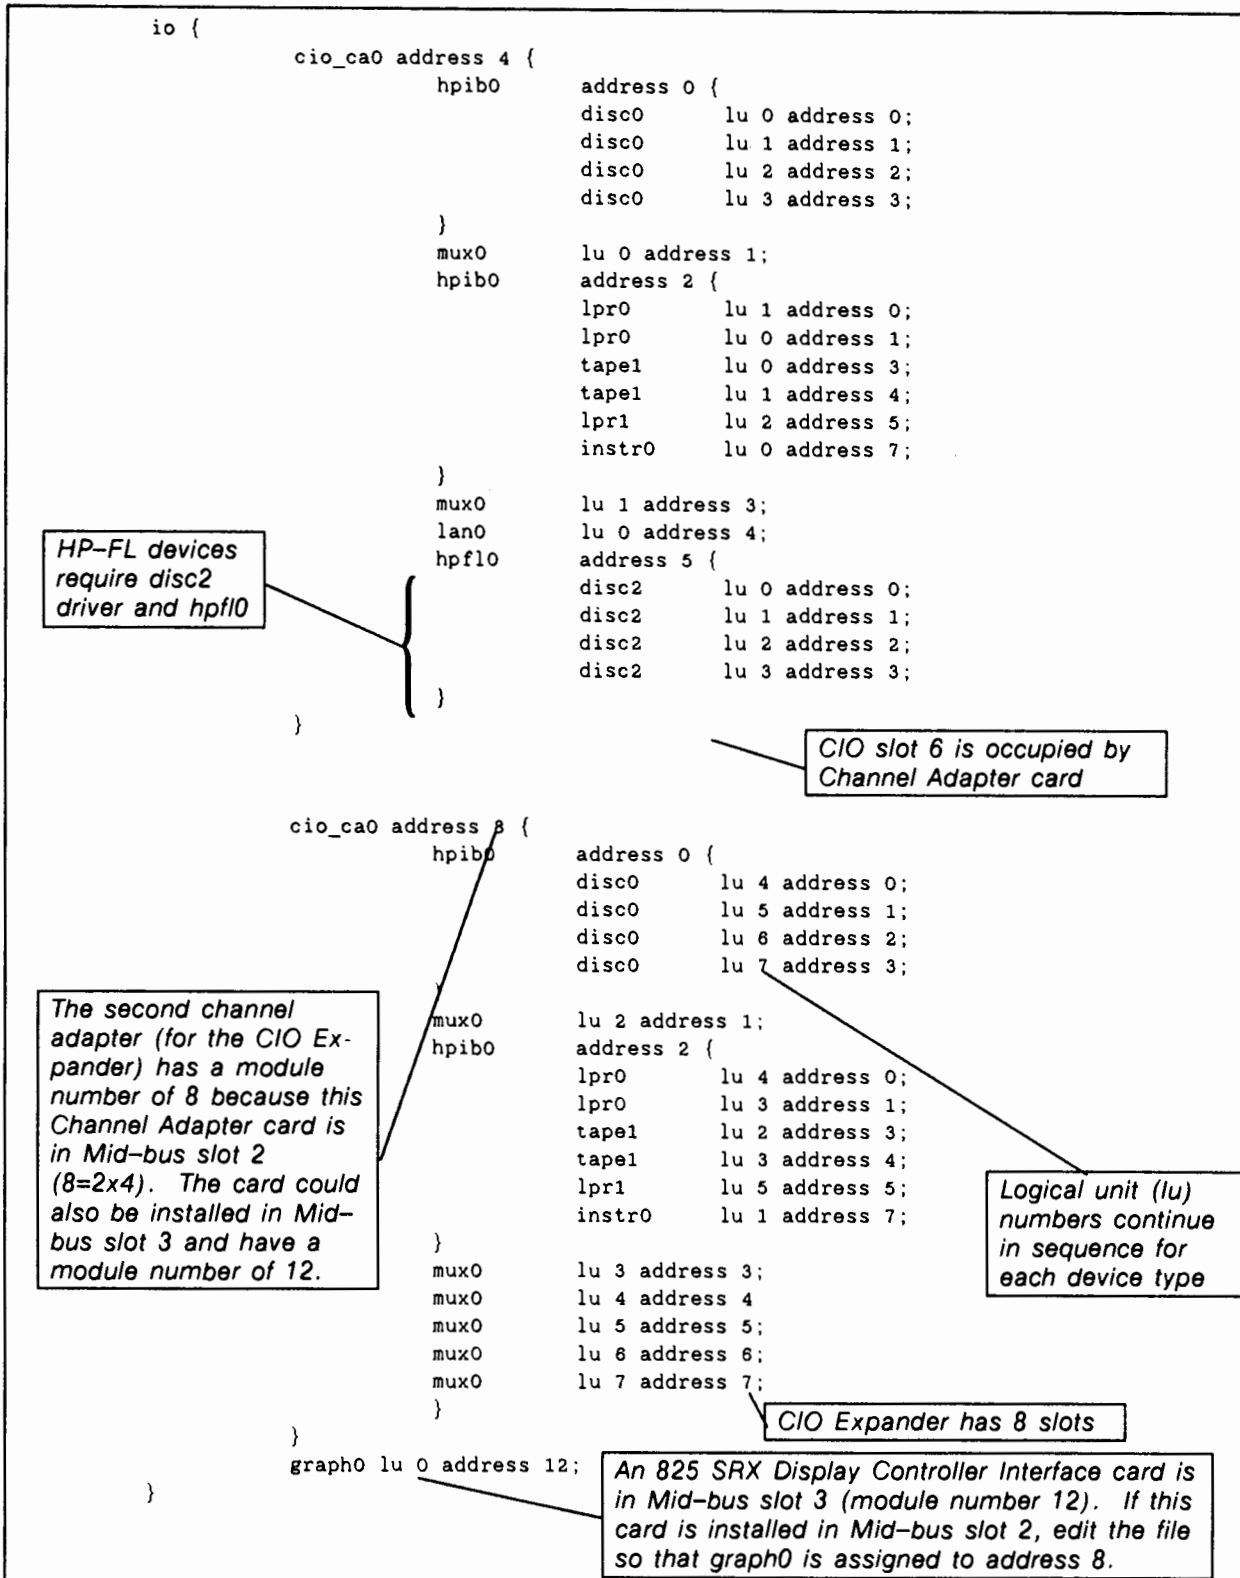 io {
cio_ca0 address 4 {
hpib0 address 0 {
disc0 lu 0 address 0;
disc0 lu 1 address 1;
disc0 lu 2 address 2;
disc0 lu 3 address 3;
}
mux0 lu 0 address 1;
hpib0 address 2 {
lpr0 lu 1 address 0;
lpr0 lu 0 address 1;
tape1 lu 0 address 3;
tape1 lu 1 address 4;
lpr1 lu 2 address 5;
instr0 lu 0 address 7;
}
mux0 lu 1 address 3;
lan0 lu 0 address 4;
hpfl0 address 5 {
disc2 lu 0 address 0;
disc2 lu 1 address 1;
disc2 lu 2 address 2;
disc2 lu 3 address 3;
}
}
HP-FL devices
require disc2
driver and hpfl0
CIO slot 6 is occupied by
Channel Adapter card
cio_ca0 address 8 {
hpib0 address 0 {
disc0 lu 4 address 0;
disc0 lu 5 address 1;
disc0 lu 6 address 2;
disc0 lu 7 address 3;
}
mux0 lu 2 address 1;
hpib0 address 2 {
lpr0 lu 4 address 0;
lpr0 lu 3 address 1;
tape1 lu 2 address 3;
tape1 lu 3 address 4;
lpr1 lu 5 address 5;
instr0 lu 1 address 7;
}
mux0 lu 3 address 3;
mux0 lu 4 address 4
mux0 lu 5 address 5;
mux0 lu 6 address 6;
mux0 lu 7 address 7;
}
}
graph0 lu 0 address 12;
}
The second channel
adapter (for the CIO Ex-
pander) has a module
number of 8 because this
Channel Adapter card is
in Mid-bus slot 2
(8=2x4). The card could
also be installed in Mid-
bus slot 3 and have a
module number of 12.
Logical unit (lu)
numbers continue
in sequence for
each device type
CIO Expander has 8 slots
An 825 SRX Display Controller Interface card is
in Mid-bus slot 3 (module number 12). If this
card is installed in Mid-bus slot 2, edit the file
so that graph0 is assigned to address 8.